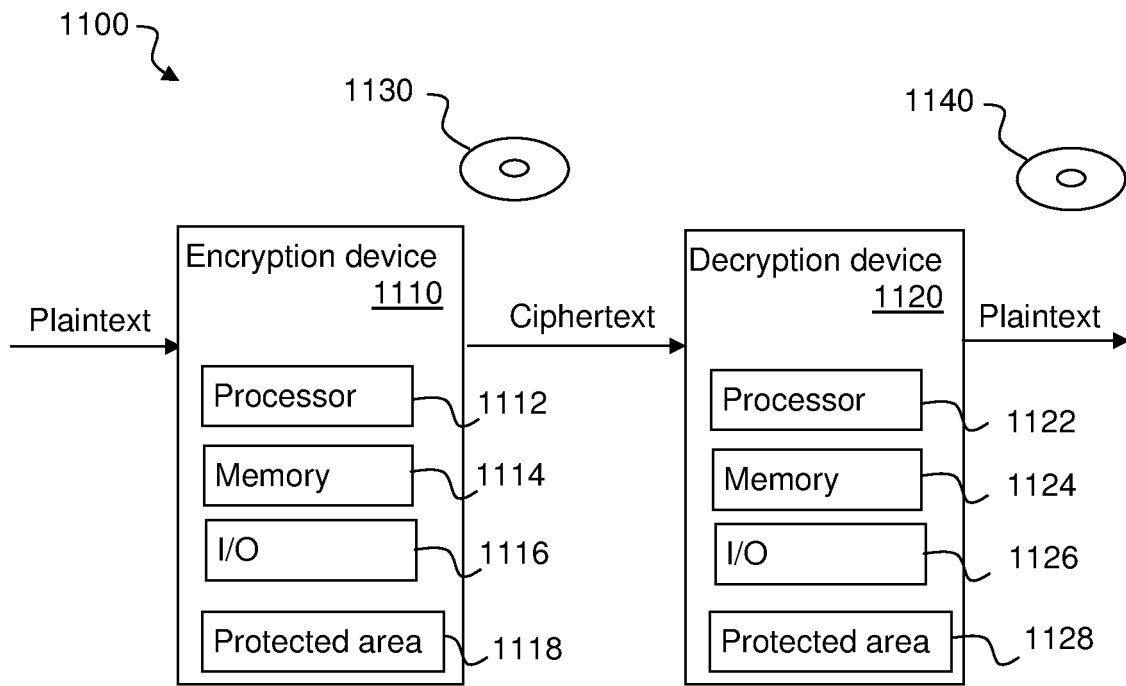 1100
1130
1140
Encryption device
1110
Decryption device
1120
Plaintext
Ciphertext
Plaintext
Processor
1112
Processor
1122
Memory
1114
Memory
1124
I/O
1116
I/O
1126
Protected area
1118
Protected area
1128